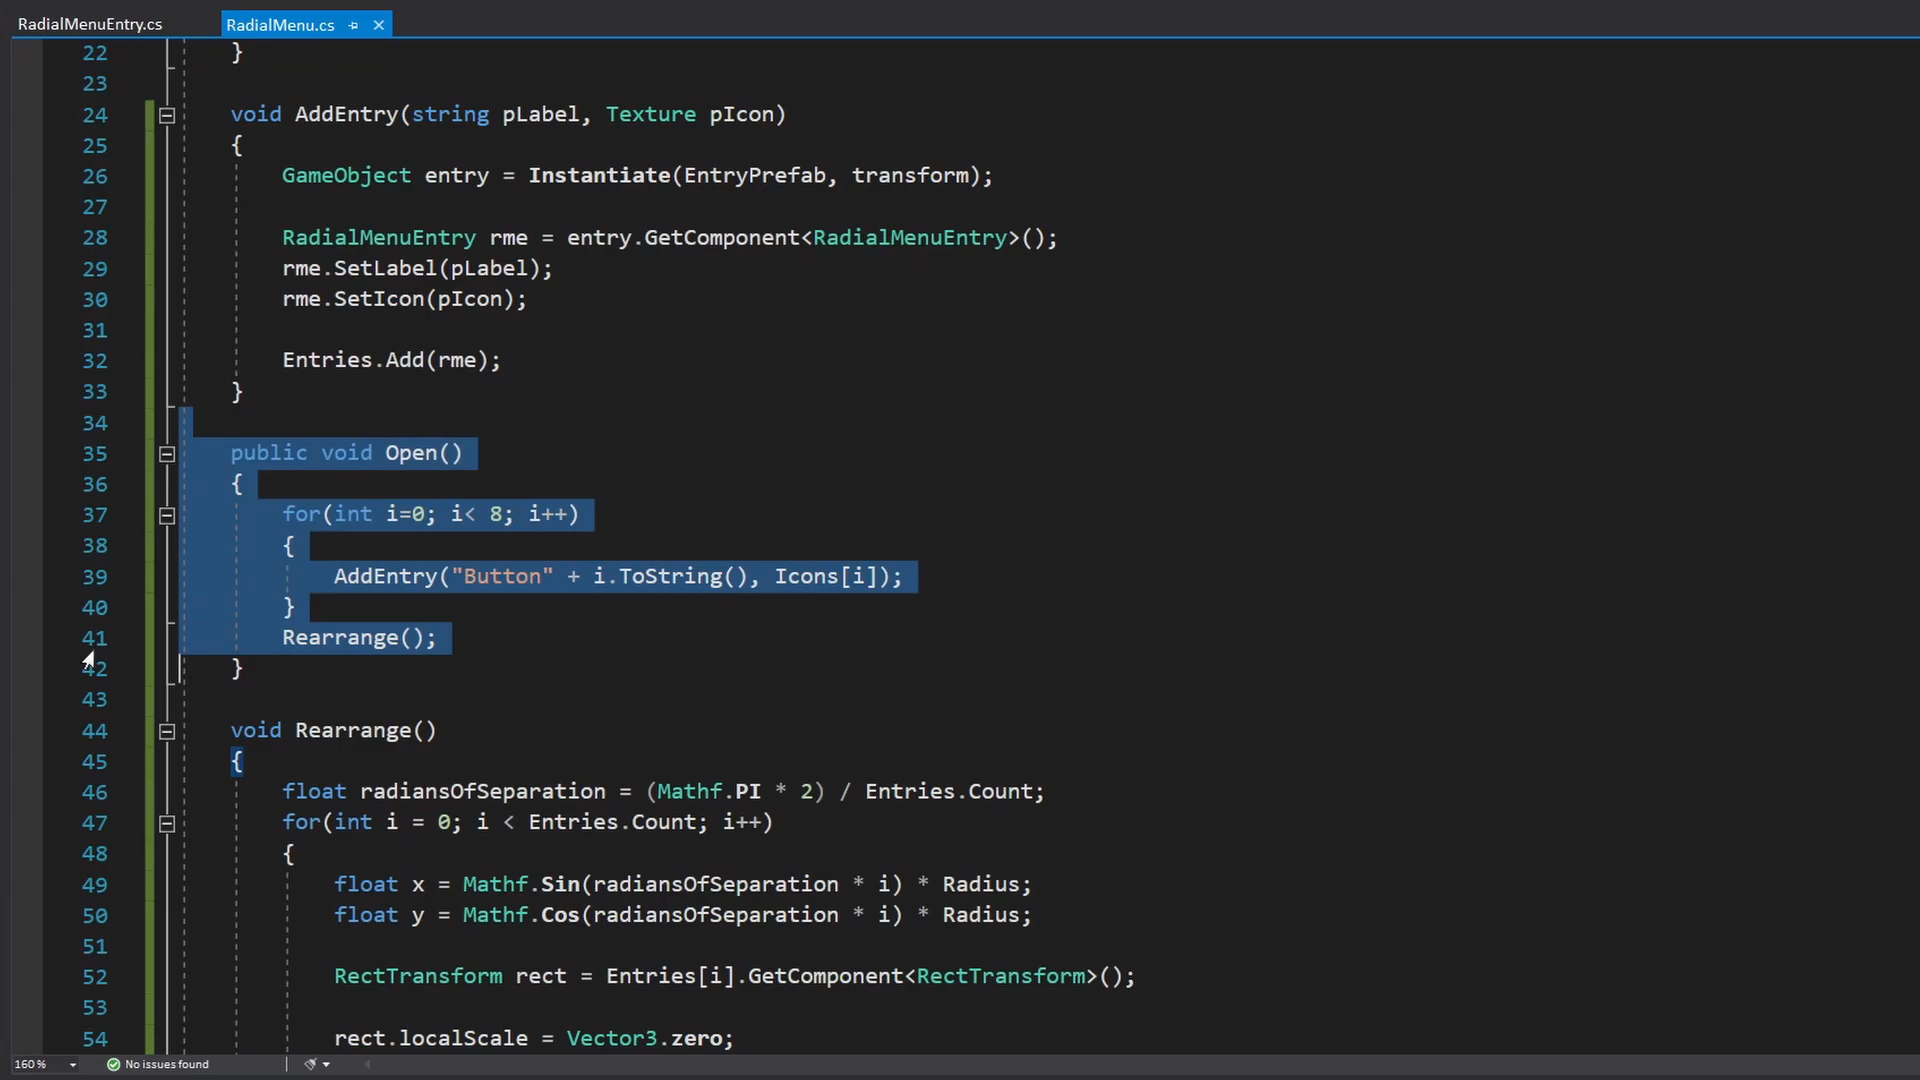 RadialMenuEntry.cs
RadialMenu.cs
22 }
23
24 void AddEntry(string pLabel, Texture pIcon)
25 {
26 GameObject entry = Instantiate(EntryPrefab, transform);
27
28 RadialMenuEntry rme = entry.GetComponent<RadialMenuEntry>();
29 rme.SetLabel(pLabel);
30 rme.SetIcon(pIcon);
31
32 Entries.Add(rme);
33 }
34
35 public void Open()
36 {
37 for(int i=0; i< 8; i++)
38 {
39 AddEntry("Button" + i.ToString(), Icons[i]);
40 }
41 Rearrange();
42 }
43
44 void Rearrange()
45 {
46 float radiansOfSeparation = (Mathf.PI * 2) / Entries.Count;
47 for(int i = 0; i < Entries.Count; i++)
48 {
49 float x = Mathf.Sin(radiansOfSeparation * i) * Radius;
50 float y = Mathf.Cos(radiansOfSeparation * i) * Radius;
51
52 RectTransform rect = Entries[i].GetComponent<RectTransform>();
53
54 rect.localScale = Vector3.zero;
160 % No issues found